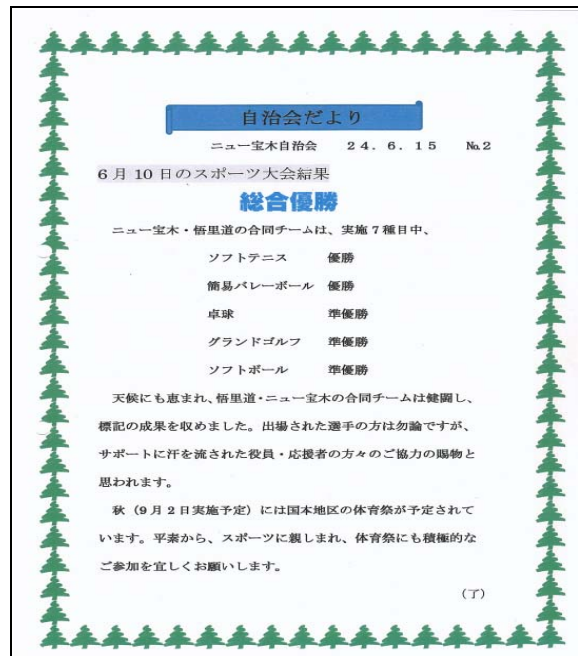 自治会だより
ニュー宝木自治会 24.6.15 No.2
6月10日のスポーツ大会結果
総合優勝
ニュー宝木・悟里道の合同チームは、実施7種目中、
ソフトテニス 優勝
簡易バレーボール 優勝
卓球 準優勝
グランドゴルフ 準優勝
ソフトボール 準優勝
天候にも恵まれ、悟里道・ニュー宝木の合同チームは健闘し、
標記の成果を収めました。出場された選手の方は勿論ですが、
サポートに汗を流された役員・応援者の方々のご協力の賜物と
思われます。
秋（9月2日実施予定）には国本地区の体育祭が予定されて
います。平素から、スポーツに親しまれ、体育祭にも積極的な
ご参加を宜しくお願いします。
（了）